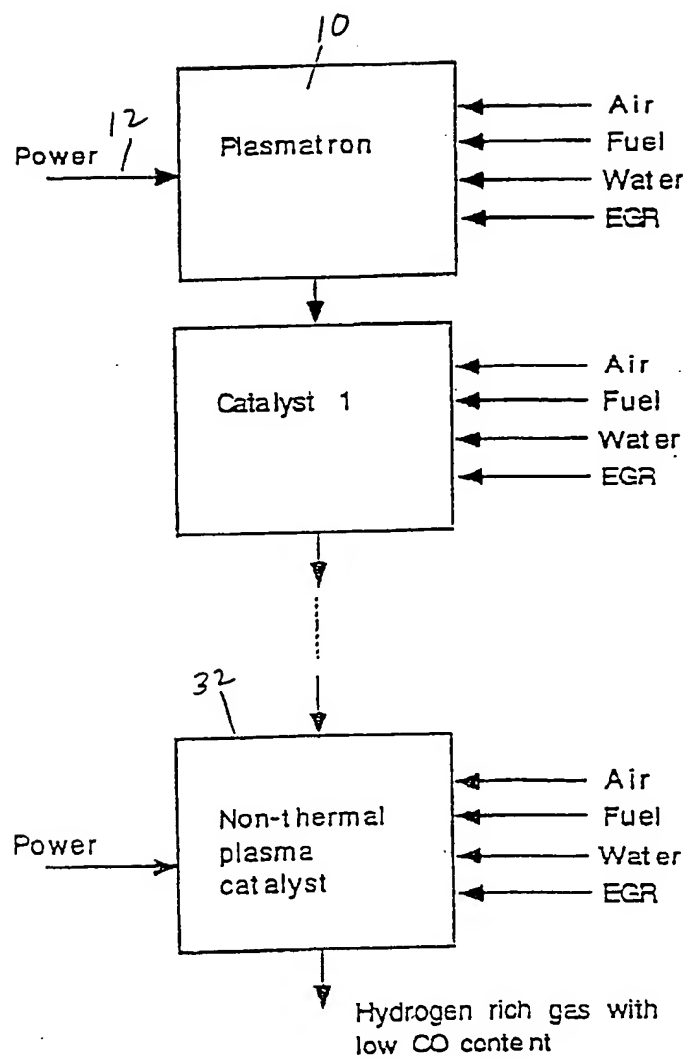 10
12
Power
Plasmatron
Air
Fuel
Water
EGR
Catalyst 1
Air
Fuel
Water
EGR
32
Power
Non-thermal
plasma
catalyst
Air
Fuel
Water
EGR
Hydrogen rich gas with
low CO content